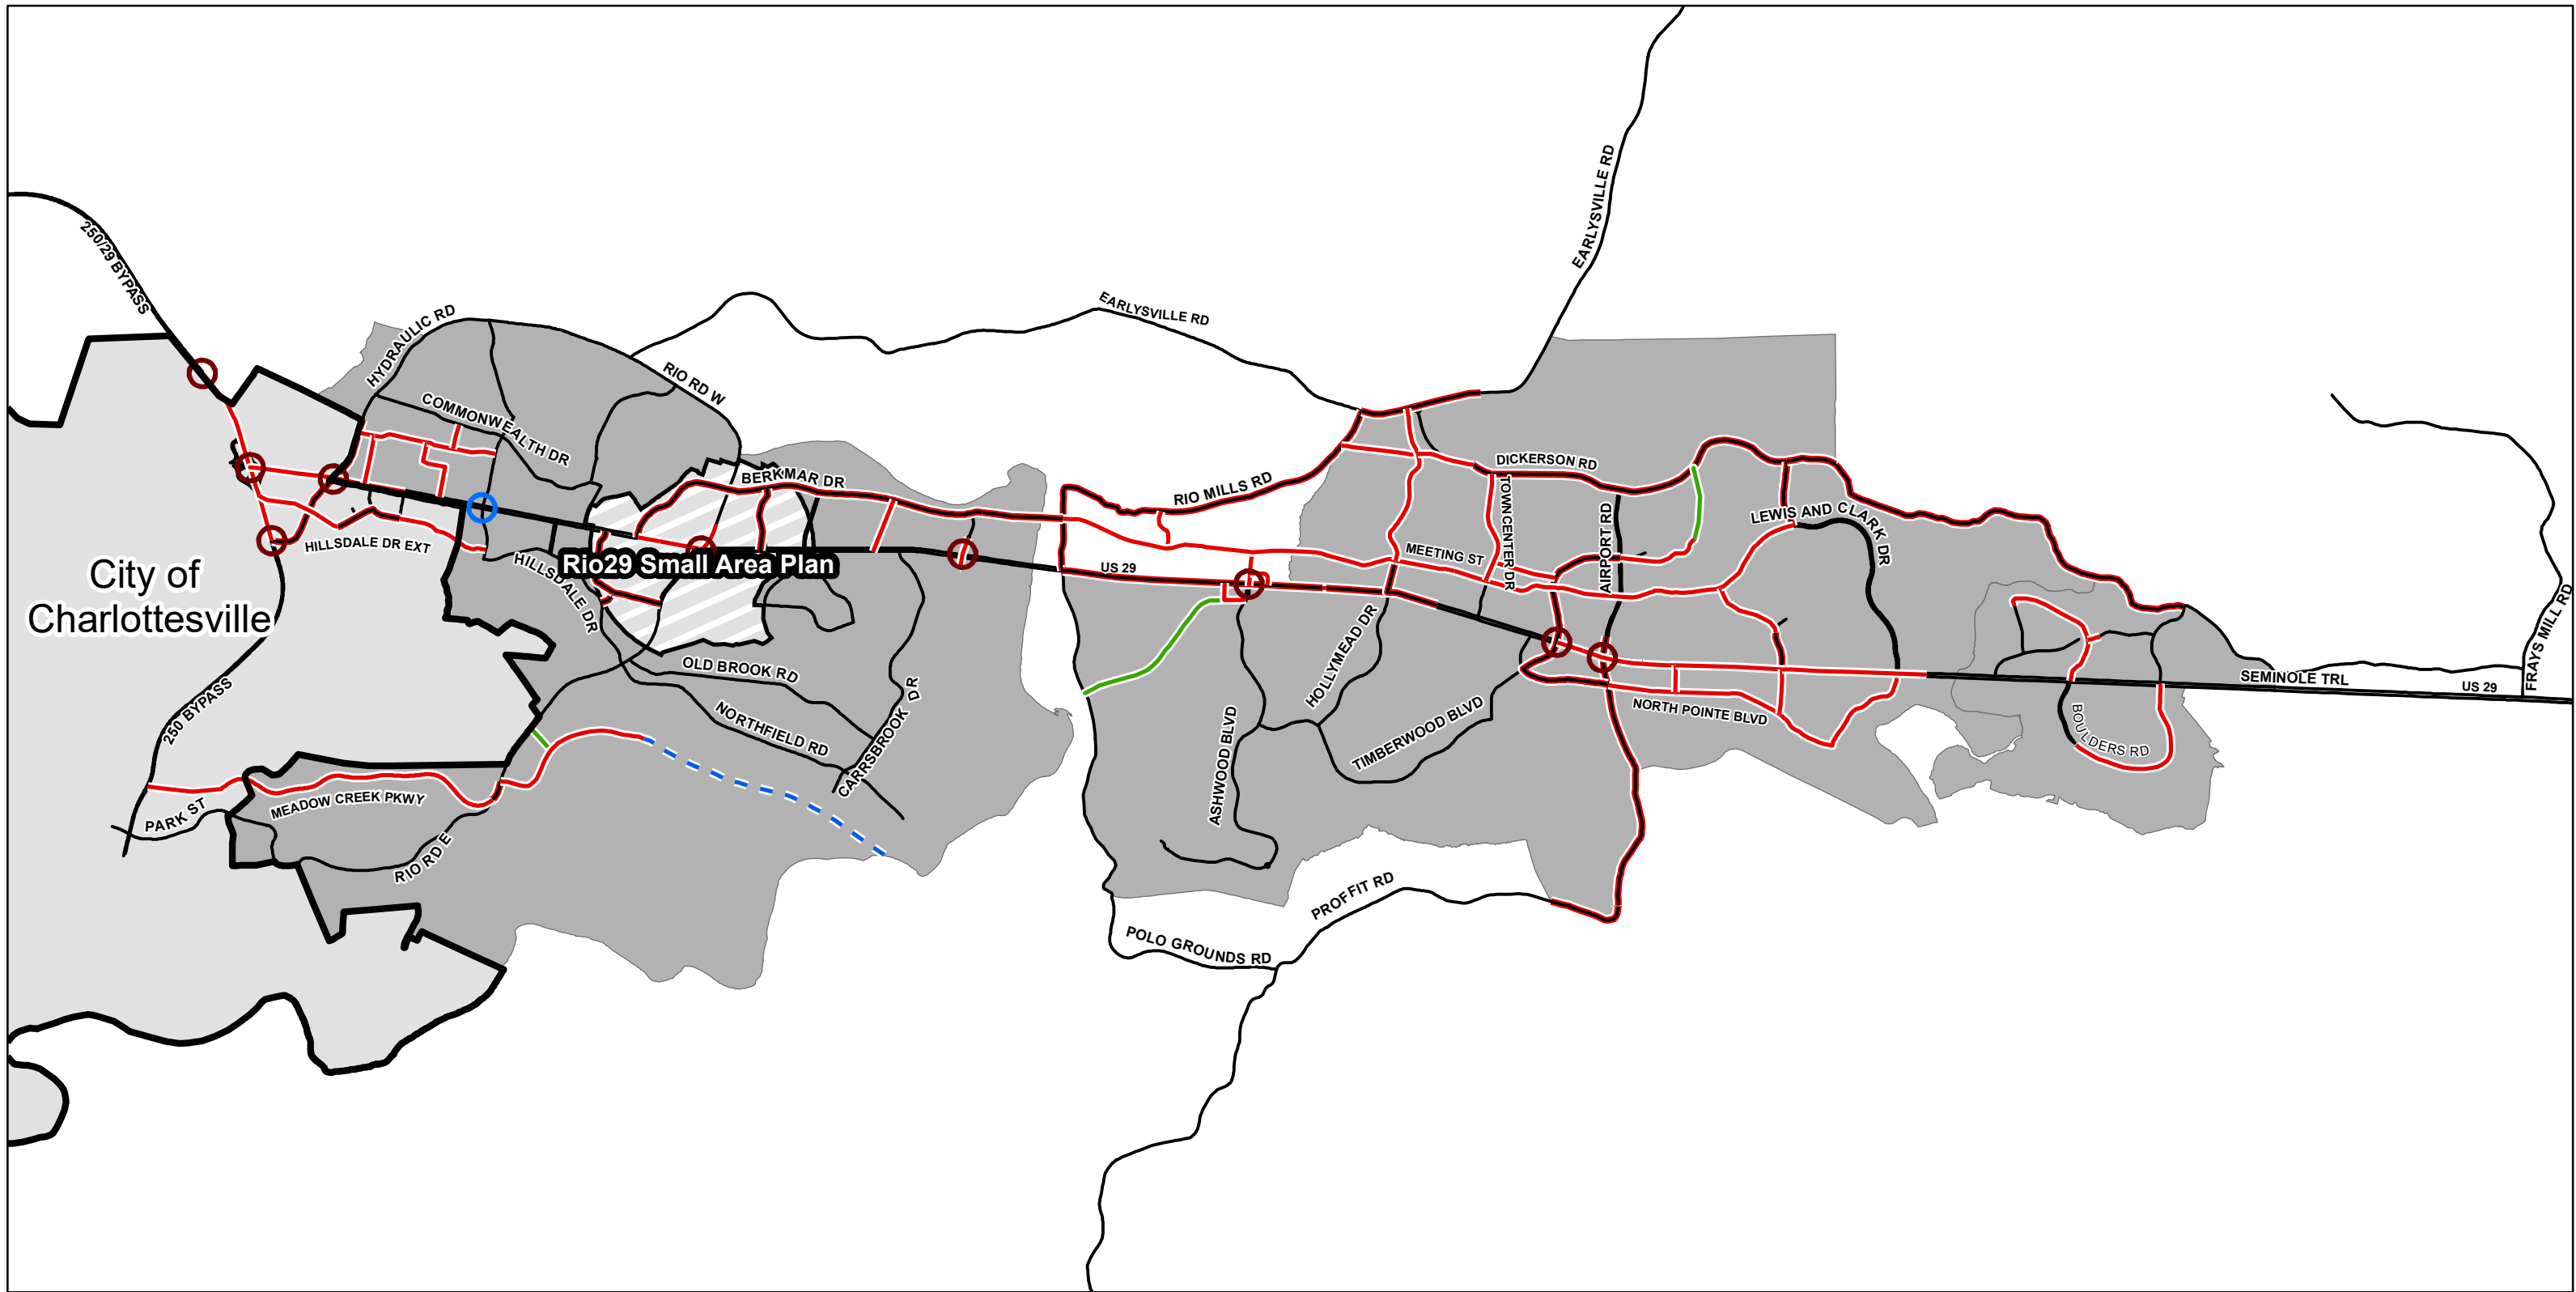 EARLYSVILLE RD
250/29 BYPASS
EARLYSVILLE RD
HYDRAULIC RD
RIO RD W
COMMONWEALTH DR
BERKMAR DR
RIO MILLS RD
DICKERSON RD
TOWNCENTER DR
AIRPORT RD
LEWIS AND CLARK DR
HILLSDALE DR EXT
MEETING ST
US 29
Rio29 Small Area Plan
HILLSDALE DR
City of
Charlottesville
HOLLYMEAD DR
FRAYS MILL RD
OLD BROOK RD
SEMINOLE TRL
US 29
250 BYPASS
NORTHFIELD RD
CARRSBROOK DR
ASHWOOD BLVD
TIMBERWOOD BLVD
NORTH POINTE BLVD
BOULDERS RD
MEADOW CREEK PKWY
PARK ST
RIO RD E
PROFFIT RD
POLO GROUNDS RD